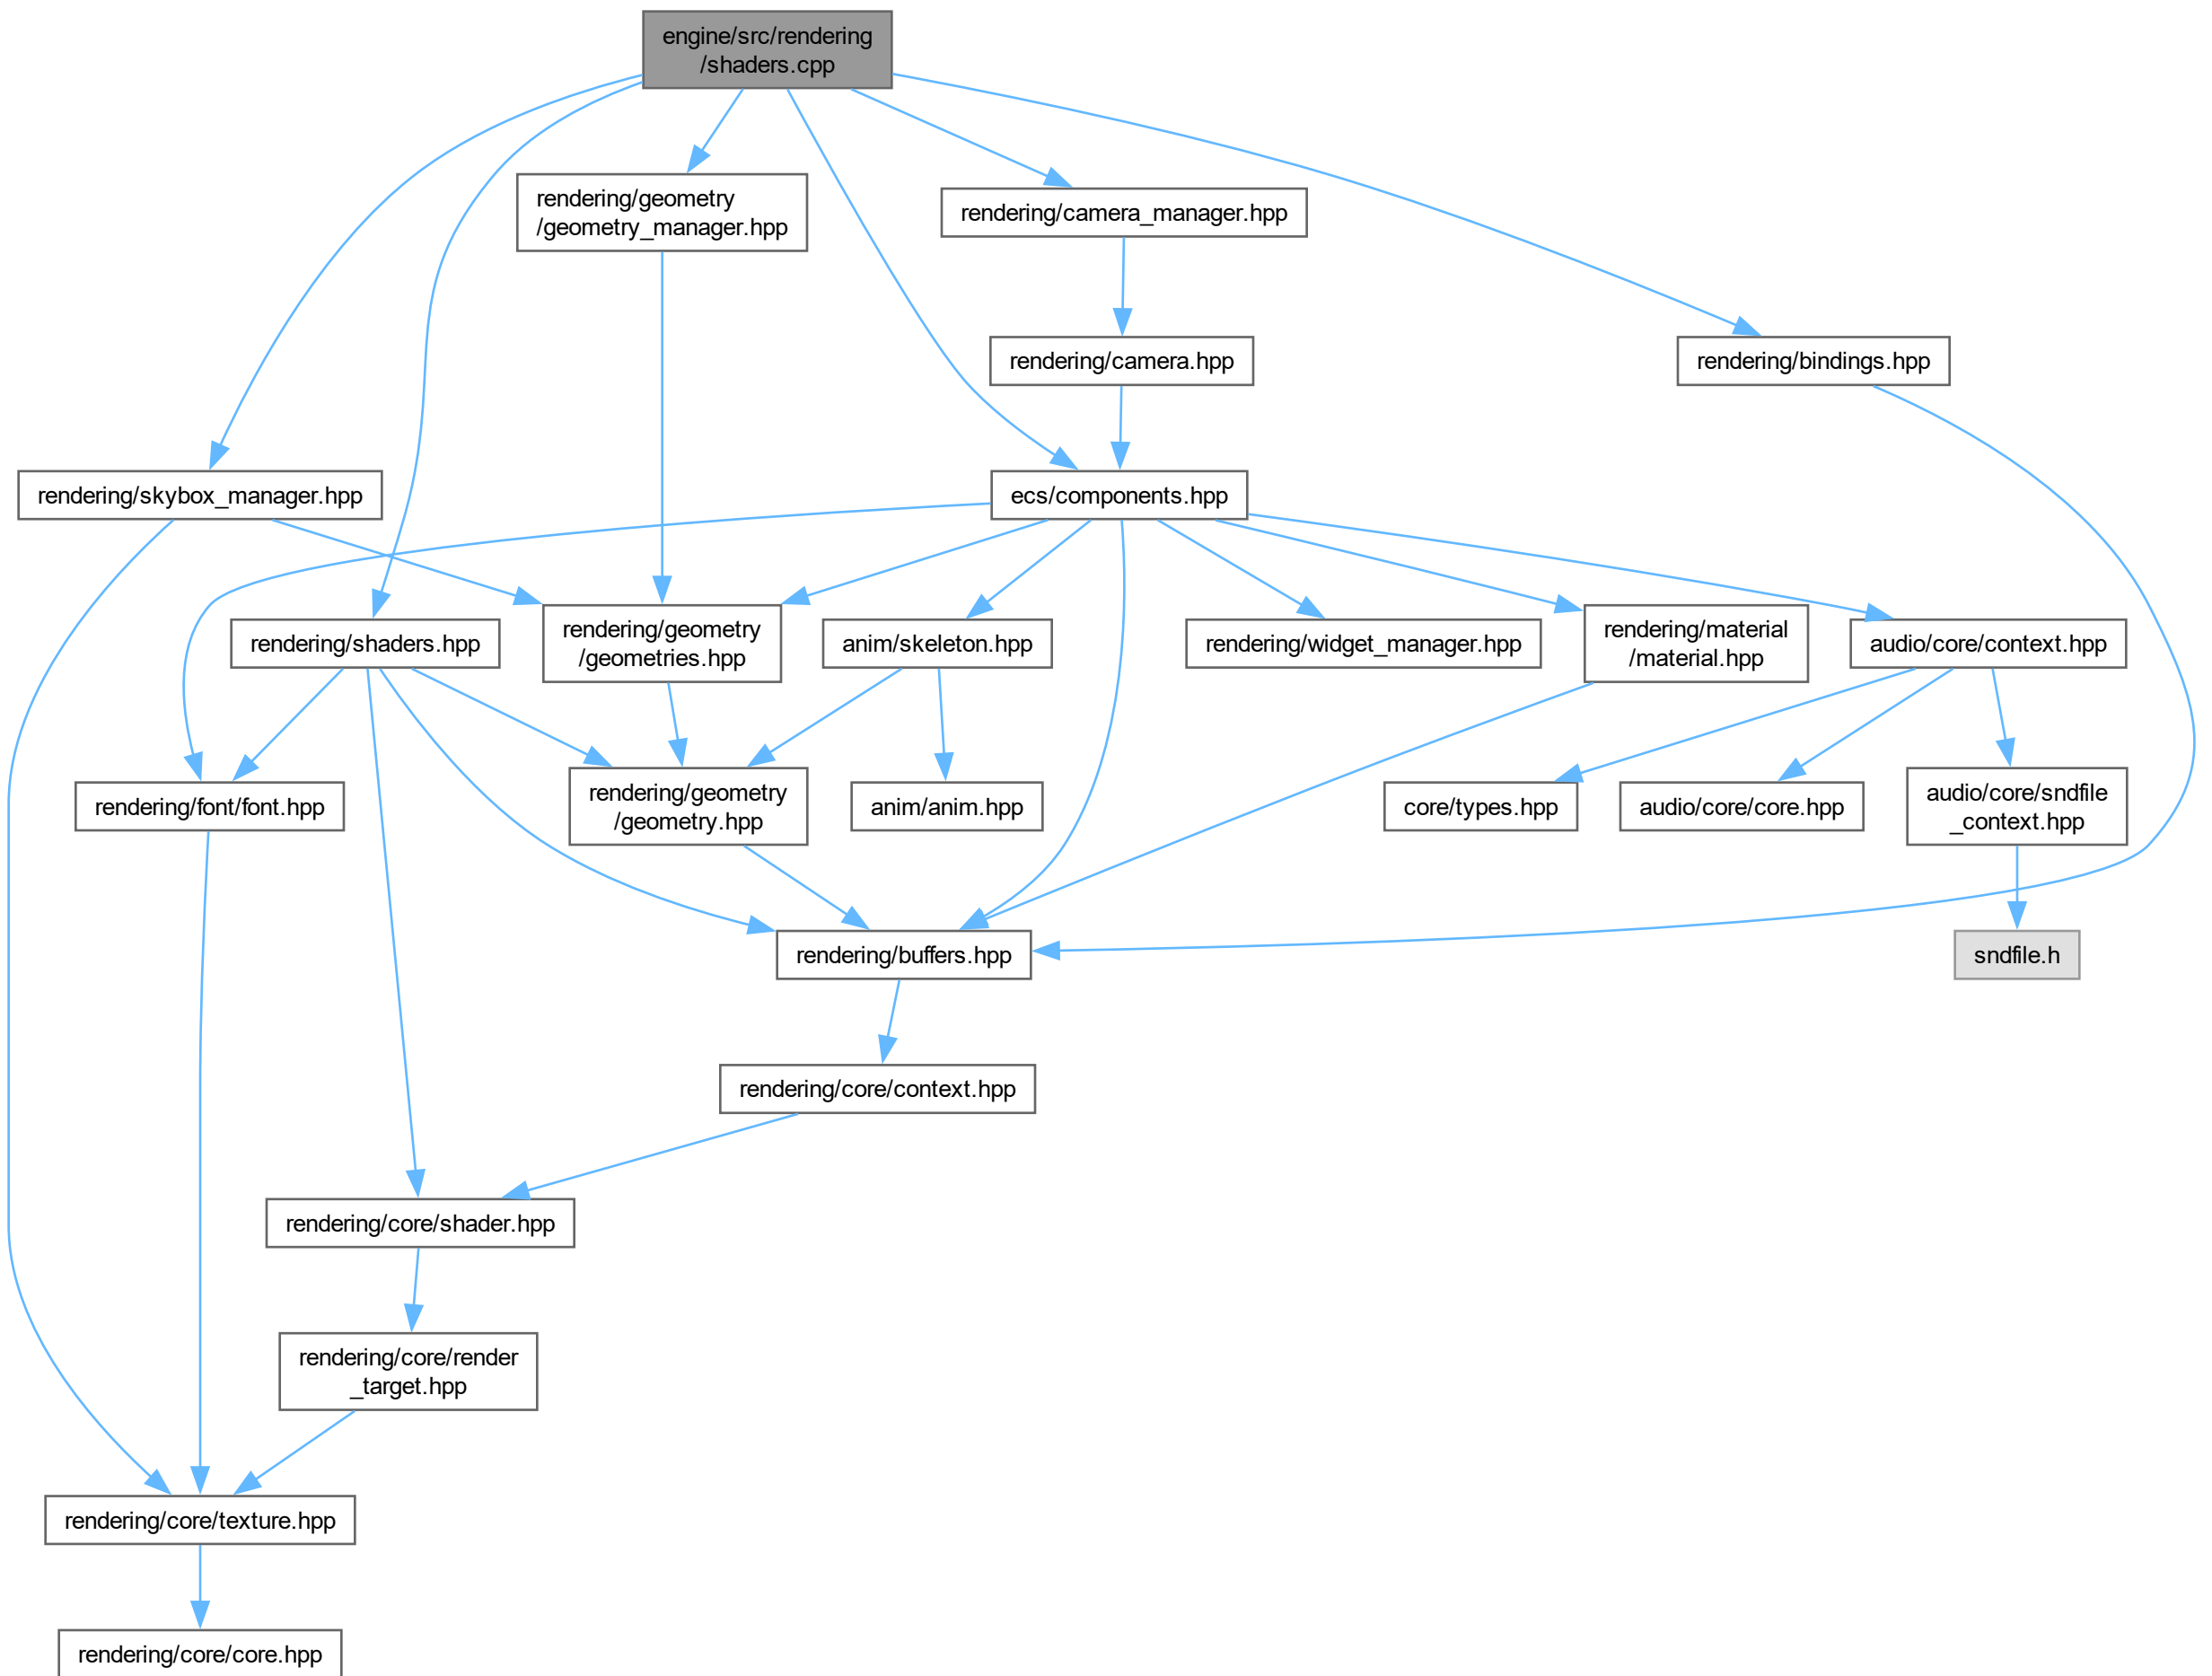 engine/src/rendering
/shaders.cpp
rendering/geometry
/geometry_manager.hpp
rendering/camera_manager.hpp
rendering/camera.hpp
rendering/bindings.hpp
rendering/skybox_manager.hpp
ecs/components.hpp
rendering/shaders.hpp
rendering/geometry
/geometries.hpp
anim/skeleton.hpp
rendering/widget_manager.hpp
rendering/material
/material.hpp
audio/core/context.hpp
rendering/font/font.hpp
rendering/geometry
/geometry.hpp
anim/anim.hpp
core/types.hpp
audio/core/core.hpp
audio/core/sndfile
_context.hpp
rendering/buffers.hpp
sndfile.h
rendering/core/context.hpp
rendering/core/shader.hpp
rendering/core/render
_target.hpp
rendering/core/texture.hpp
rendering/core/core.hpp